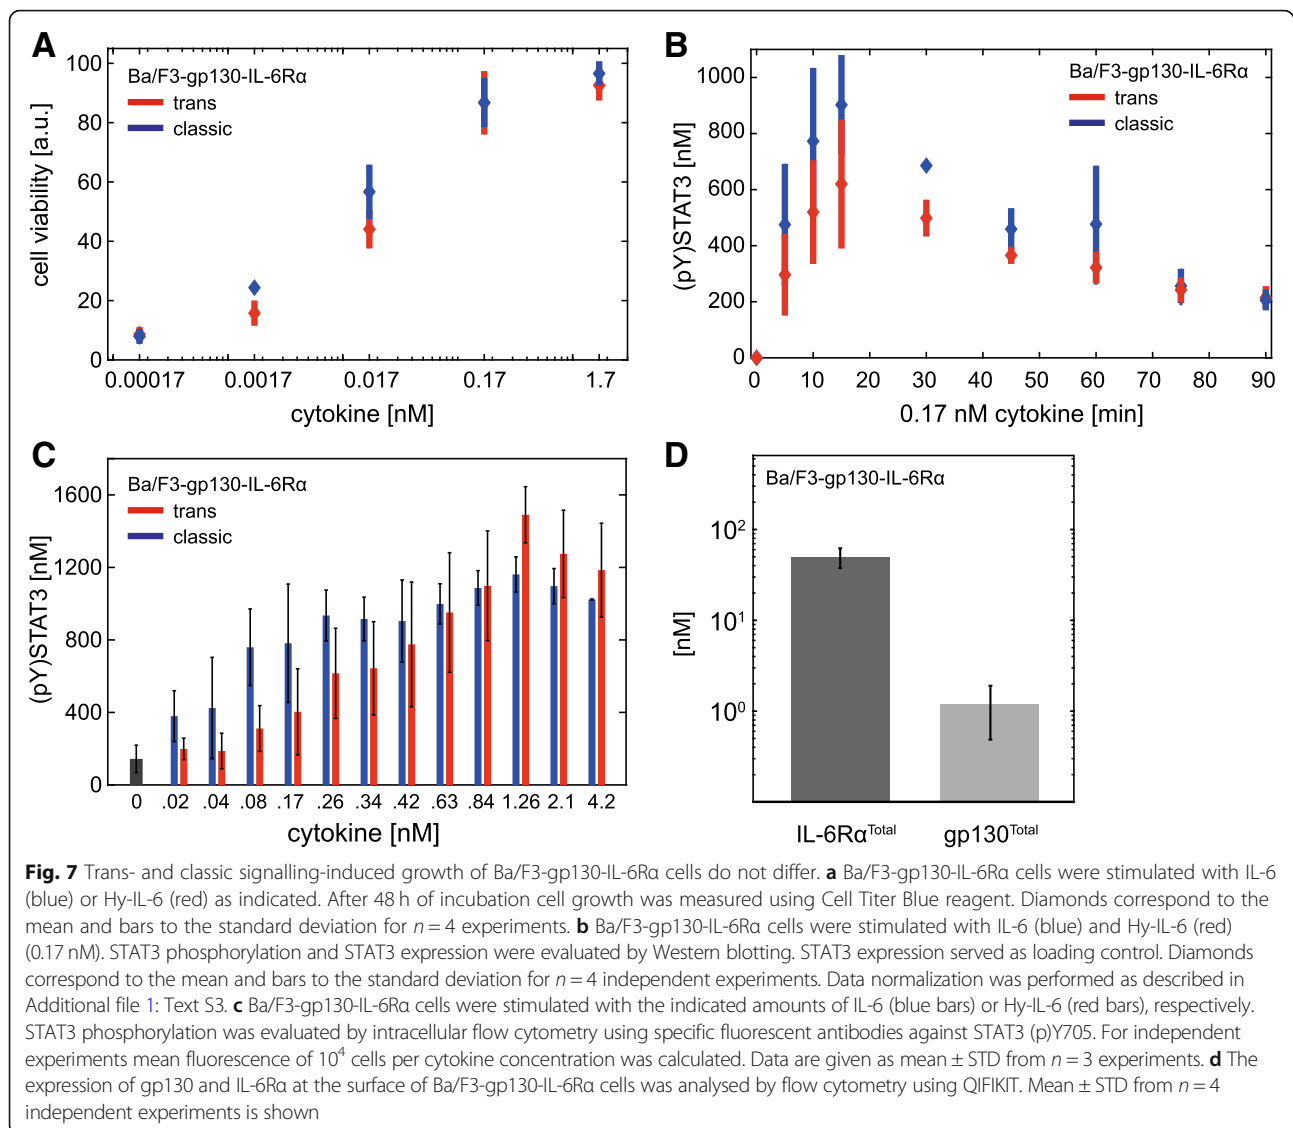 A
Ba/F3-gp130-IL-6Rα
trans
classic
cell viability [a.u.]
100
80
60
40
20
0
0.00017 0.0017 0.017 0.17 1.7
cytokine [nM]
B
Ba/F3-gp130-IL-6Rα
trans
classic
(pY)STAT3 [nM]
1000
800
600
400
200
0
0 10 20 30 40 50 60 70 80 90
0.17 nM cytokine [min]
C
Ba/F3-gp130-IL-6Rα
trans
classic
(pY)STAT3 [nM]
1600
1200
800
400
0
0 .02 .04 .08 .17 .26 .34 .42 .63 .84 1.26 2.1 4.2
cytokine [nM]
D
Ba/F3-gp130-IL-6Rα
[nM]
10²
10¹
10⁰
IL-6Rαᵀᵒᵗᵃˡ gp130ᵀᵒᵗᵃˡ
Fig. 7 Trans- and classic signalling-induced growth of Ba/F3-gp130-IL-6Rα cells do not differ. a Ba/F3-gp130-IL-6Rα cells were stimulated with IL-6
(blue) or Hy-IL-6 (red) as indicated. After 48 h of incubation cell growth was measured using Cell Titer Blue reagent. Diamonds correspond to the
mean and bars to the standard deviation for n = 4 experiments. b Ba/F3-gp130-IL-6Rα cells were stimulated with IL-6 (blue) and Hy-IL-6 (red)
(0.17 nM). STAT3 phosphorylation and STAT3 expression were evaluated by Western blotting. STAT3 expression served as loading control. Diamonds
correspond to the mean and bars to the standard deviation for n = 4 independent experiments. Data normalization was performed as described in
Additional file 1: Text S3. c Ba/F3-gp130-IL-6Rα cells were stimulated with the indicated amounts of IL-6 (blue bars) or Hy-IL-6 (red bars), respectively.
STAT3 phosphorylation was evaluated by intracellular flow cytometry using specific fluorescent antibodies against STAT3 (p)Y705. For independent
experiments mean fluorescence of 10⁴ cells per cytokine concentration was calculated. Data are given as mean ± STD from n = 3 experiments. d The
expression of gp130 and IL-6Rα at the surface of Ba/F3-gp130-IL-6Rα cells was analysed by flow cytometry using QIFIKIT. Mean ± STD from n = 4
independent experiments is shown